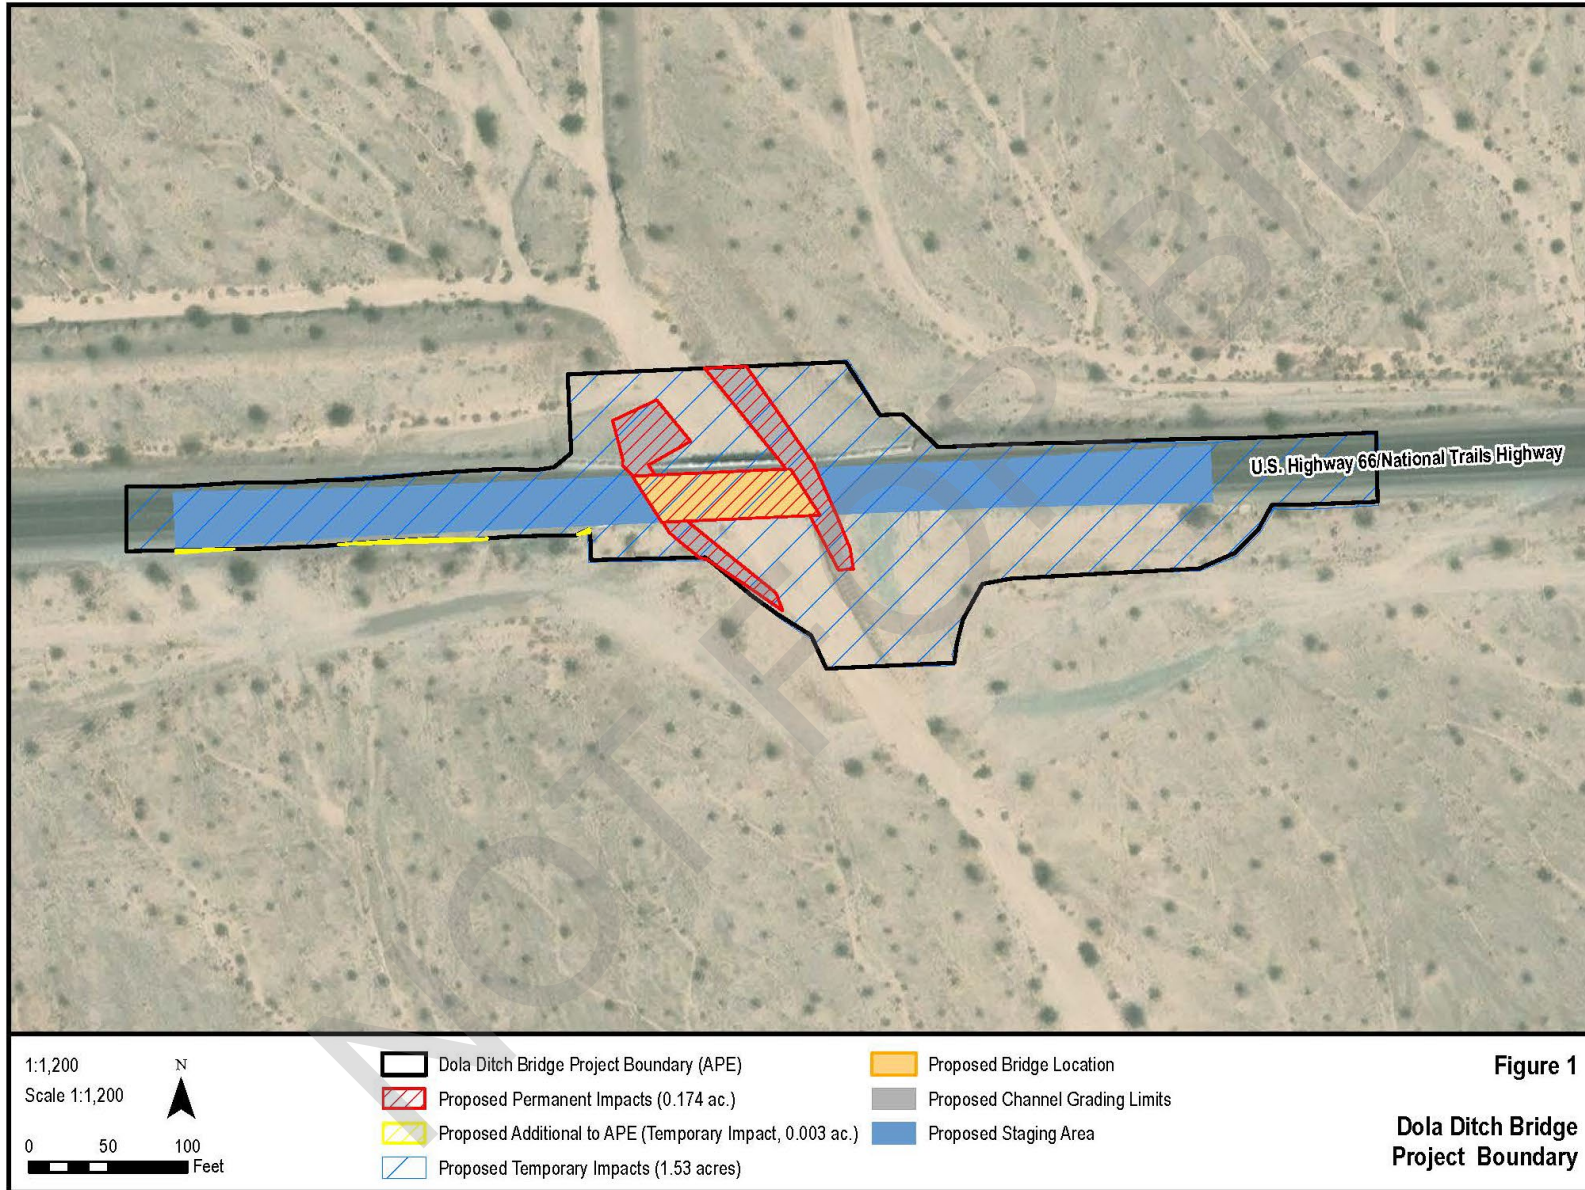 NOT FOR BID
U.S. Highway 66/National Trails Highway
1:1,200
Scale 1:1,200
N
0 50 100
Feet
Dola Ditch Bridge Project Boundary (APE)
Proposed Permanent Impacts (0.174 ac.)
Proposed Additional to APE (Temporary Impact, 0.003 ac.)
Proposed Temporary Impacts (1.53 acres)
Proposed Bridge Location
Proposed Channel Grading Limits
Proposed Staging Area
Figure 1
Dola Ditch Bridge
Project Boundary